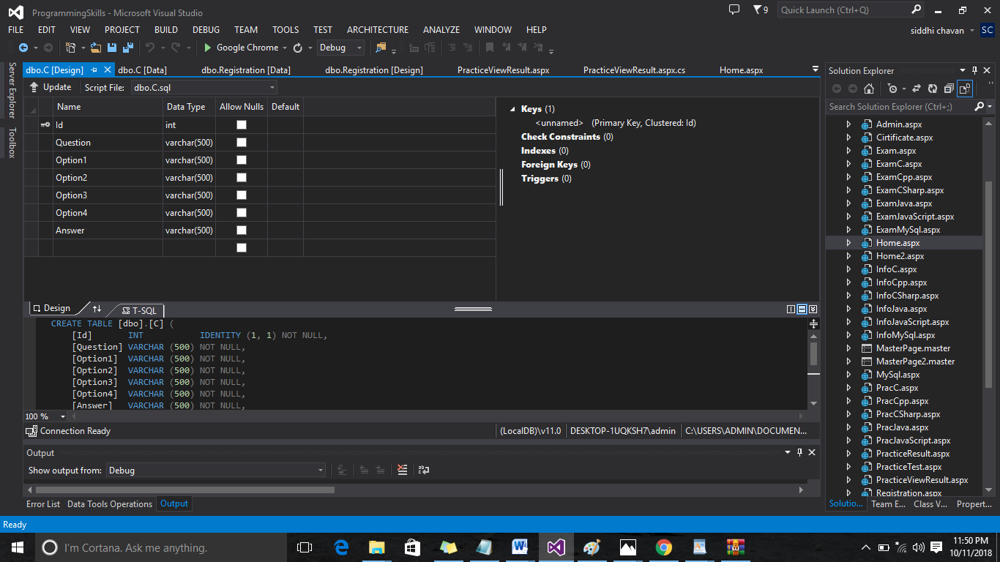 ProgrammingSkills - Microsoft Visual Studio
9
Quick Launch (Ctrl+Q)
FILE EDIT VIEW PROJECT BUILD DEBUG TEAM TOOLS TEST ARCHITECTURE ANALYZE WINDOW HELP
siddhi chavan
SC
Google Chrome
Debug
Server Explorer
Toolbox
dbo.C [Design]
dbo.C [Data]
dbo.Registration [Data]
dbo.Registration [Design]
PracticeViewResult.aspx
PracticeViewResult.aspx.cs
Home.aspx
Update
Script File:
dbo.C.sql
Name Data Type Allow Nulls Default
Id int
Question varchar(500)
Option1 varchar(500)
Option2 varchar(500)
Option3 varchar(500)
Option4 varchar(500)
Answer varchar(500)
Keys (1)
<unnamed> (Primary Key, Clustered: Id)
Check Constraints (0)
Indexes (0)
Foreign Keys (0)
Triggers (0)
Design
T-SQL
CREATE TABLE [dbo].[C] (
[Id] INT IDENTITY (1, 1) NOT NULL,
[Question] VARCHAR (500) NOT NULL,
[Option1] VARCHAR (500) NOT NULL,
[Option2] VARCHAR (500) NOT NULL,
[Option3] VARCHAR (500) NOT NULL,
[Option4] VARCHAR (500) NOT NULL,
[Answer] VARCHAR (500) NOT NULL,
100 %
Connection Ready
(LocalDB)\v11.0
DESKTOP-1UQKSH7\admin
C:\USERS\ADMIN\DOCUMEN...
Output
Show output from:
Debug
Error List
Data Tools Operations
Output
Solution Explorer
Search Solution Explorer (Ctrl+;)
Admin.aspx
Cirtificate.aspx
Exam.aspx
ExamC.aspx
ExamCpp.aspx
ExamCSharp.aspx
ExamJava.aspx
ExamJavaScript.aspx
ExamMySql.aspx
Home.aspx
Home2.aspx
InfoC.aspx
InfoCpp.aspx
InfoCSharp.aspx
InfoJava.aspx
InfoJavaScript.aspx
InfoMySql.aspx
MasterPage.master
MasterPage2.master
MySql.aspx
PracC.aspx
PracCpp.aspx
PracCSharp.aspx
PracJava.aspx
PracJavaScript.aspx
PracticeResult.aspx
PracticeTest.aspx
PracticeViewResult.aspx
Registration.aspx
Solutio...
Team E...
Class V...
Propert...
Ready
I'm Cortana. Ask me anything.
11:50 PM
10/11/2018